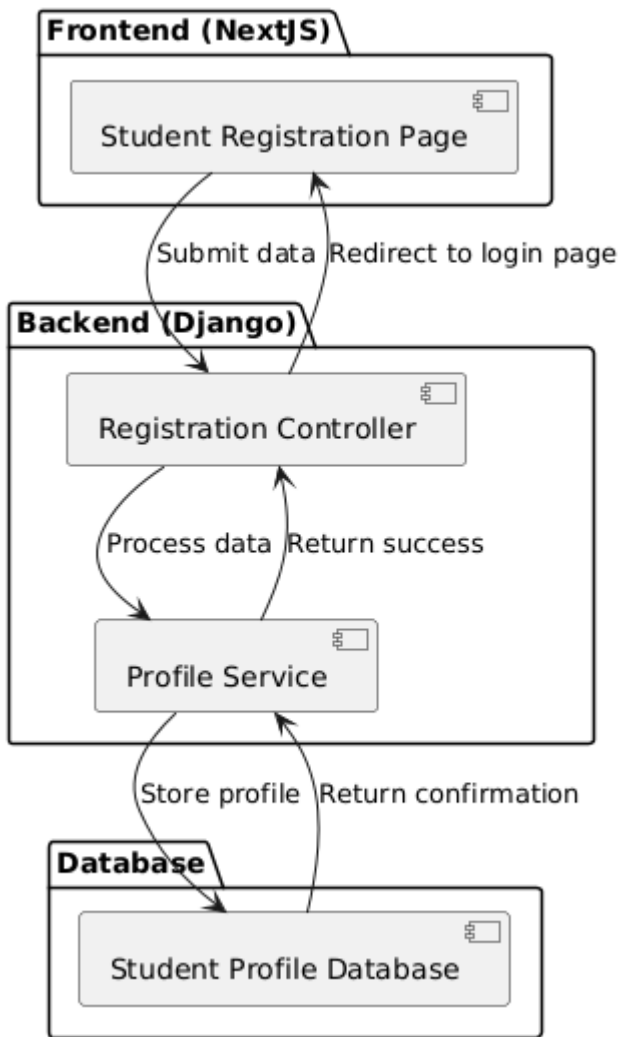 Frontend (NextJS)
Student Registration Page
Submit data
Redirect to login page
Backend (Django)
Registration Controller
Process data
Return success
Profile Service
Store profile
Return confirmation
Database
Student Profile Database